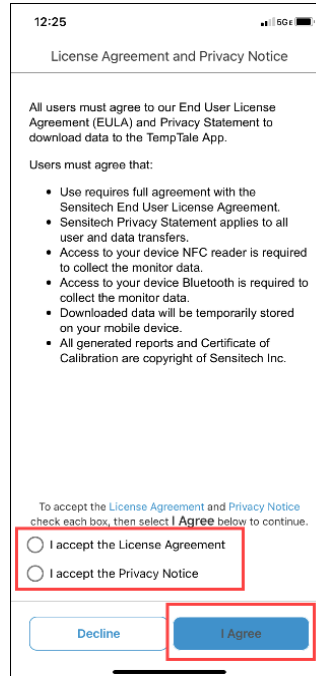 12:25
5GE
License Agreement and Privacy Notice
All users must agree to our End User License
Agreement (EULA) and Privacy Statement to
download data to the TempTale App.
Users must agree that:
• Use requires full agreement with the
Sensitech End User License Agreement.
• Sensitech Privacy Statement applies to all
user and data transfers.
• Access to your device NFC reader is required
to collect the monitor data.
• Access to your device Bluetooth is required to
collect the monitor data.
• Downloaded data will be temporarily stored
on your mobile device.
• All generated reports and Certificate of
Calibration are copyright of Sensitech Inc.
To accept the License Agreement and Privacy Notice
check each box, then select I Agree below to continue.
I accept the License Agreement
I accept the Privacy Notice
Decline
I Agree